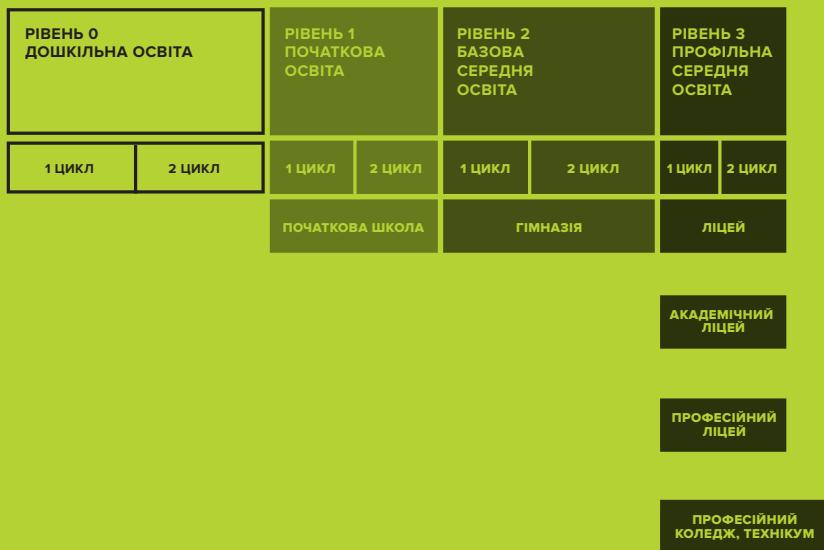 РІВЕНЬ 0
ДОШКІЛЬНА ОСВІТА
РІВЕНЬ 1
ПОЧАТКОВА
ОСВІТА
РІВЕНЬ 2
БАЗОВА
СЕРЕДНЯ
ОСВІТА
РІВЕНЬ 3
ПРОФІЛЬНА
СЕРЕДНЯ
ОСВІТА
1 ЦИКЛ
2 ЦИКЛ
1 ЦИКЛ
2 ЦИКЛ
1 ЦИКЛ
2 ЦИКЛ
1 ЦИКЛ
2 ЦИКЛ
ПОЧАТКОВА ШКОЛА
ГІМНАЗІЯ
ЛІЦЕЙ
АКАДЕМІЧНИЙ
ЛІЦЕЙ
ПРОФЕСІЙНИЙ
ЛІЦЕЙ
ПРОФЕСІЙНИЙ
КОЛЕДЖ, ТЕХНІКУМ